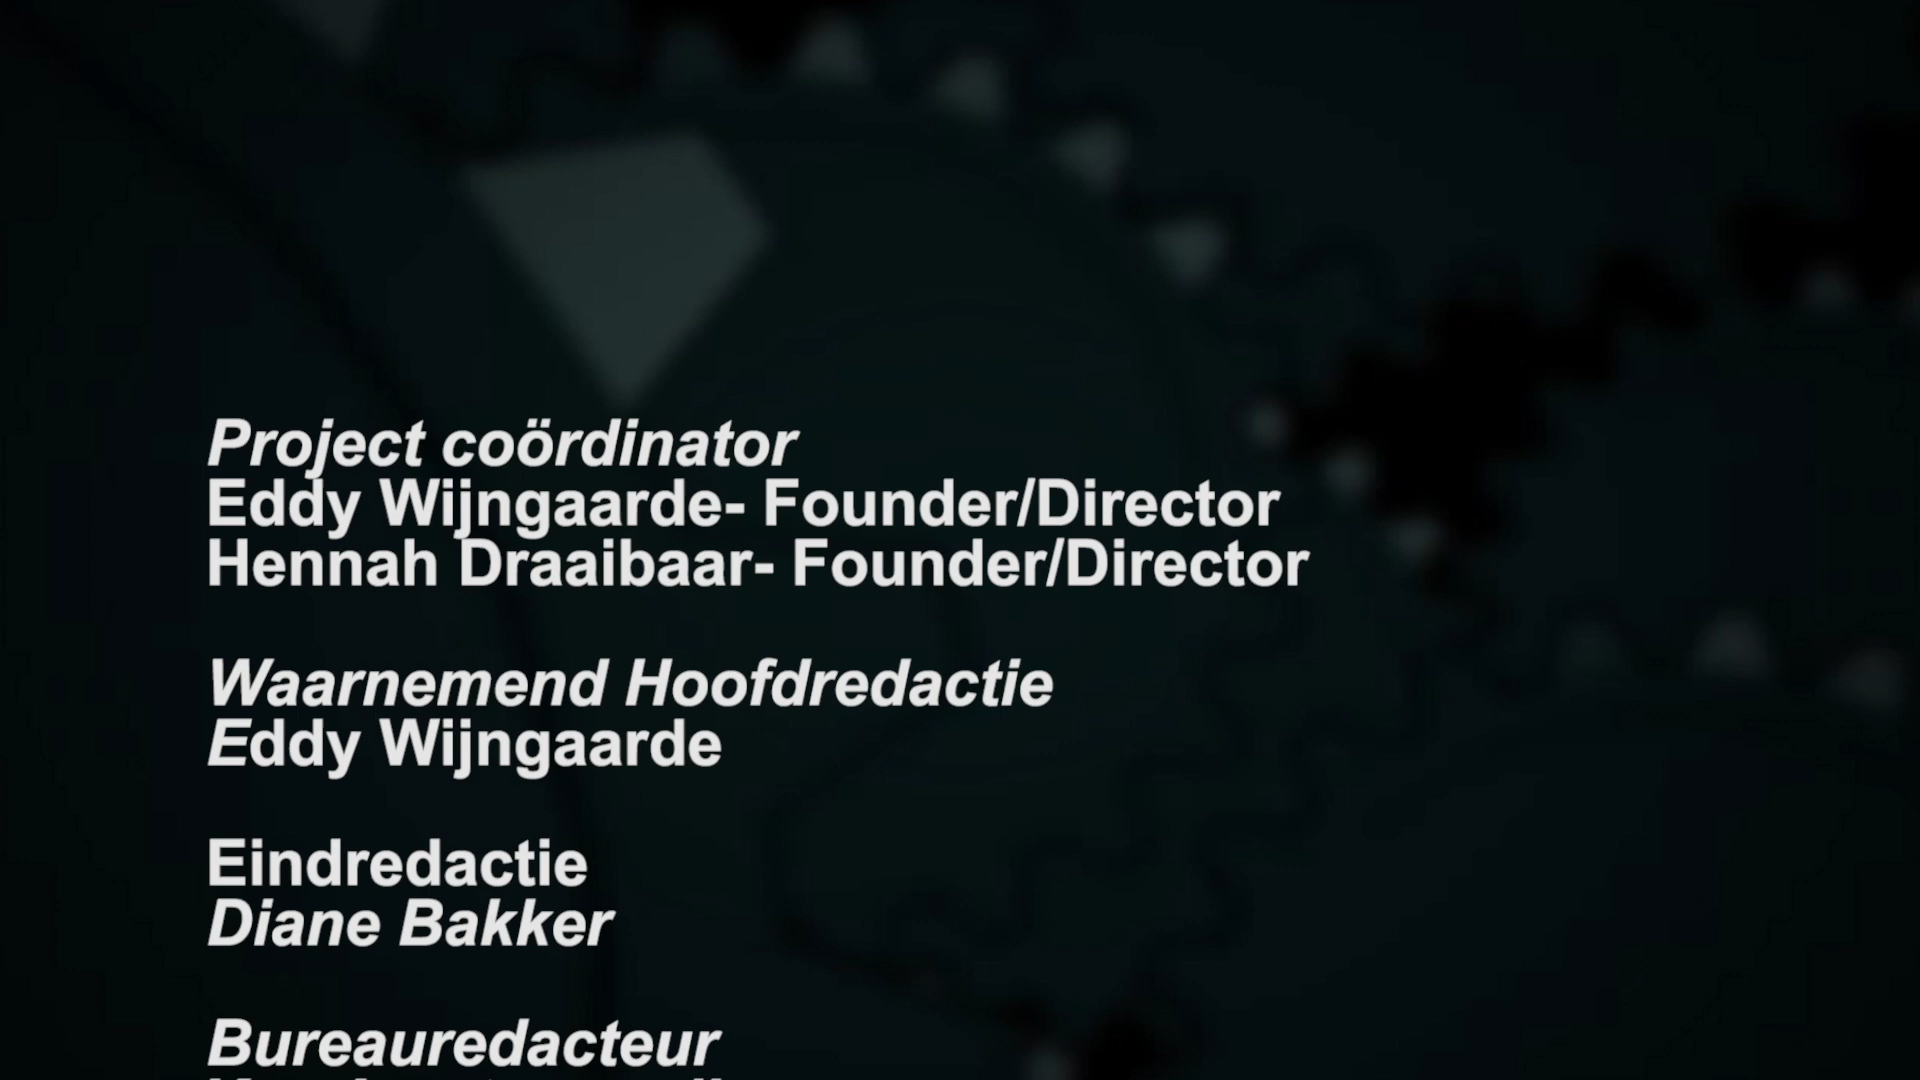 Project coördinator
Eddy Wijngaarde- Founder/Director
Hennah Draaibaar- Founder/Director
Waarnemend Hoofdredactie
Eddy Wijngaarde
Eindredactie
Diane Bakker
Bureauredacteur